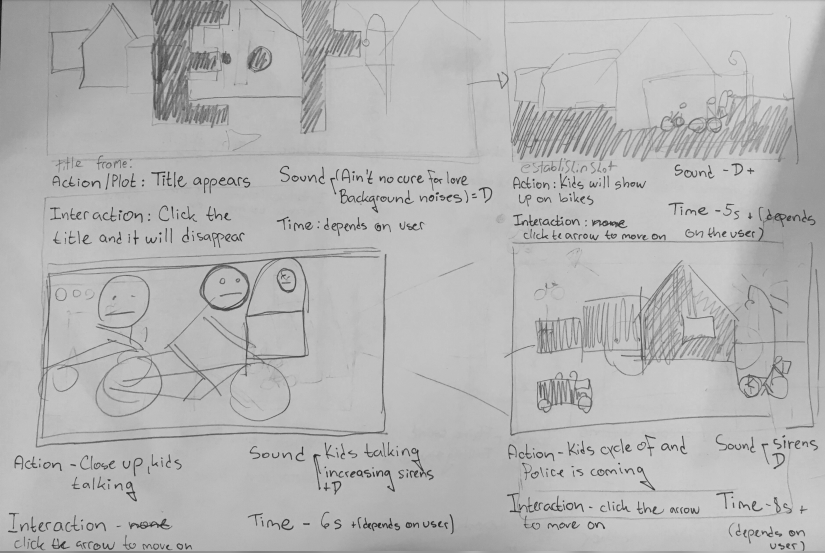 title frame:
Action/Plot: Title appears
Interaction: Click the
title and it will disappear
Sound - (Ain't no cure for love
Background noises) = D
Time: depends on user
establishinshot
Action: Kids will show
up on bikes
Interaction: none
click te arrow to move on
Sound - D +
Time - 5s + (depends
on the user)
Action - Close up, kids
talking
Interaction - none
click the arrow to move on
Sound Kids talking
increasing sirens
+D
Time - 6s + (depends on user)
Action - Kids cycle of and
Police is coming
Interaction - click the arrow
to move on
Sound - sirens
D
Time - 8s +
(depends on
user)